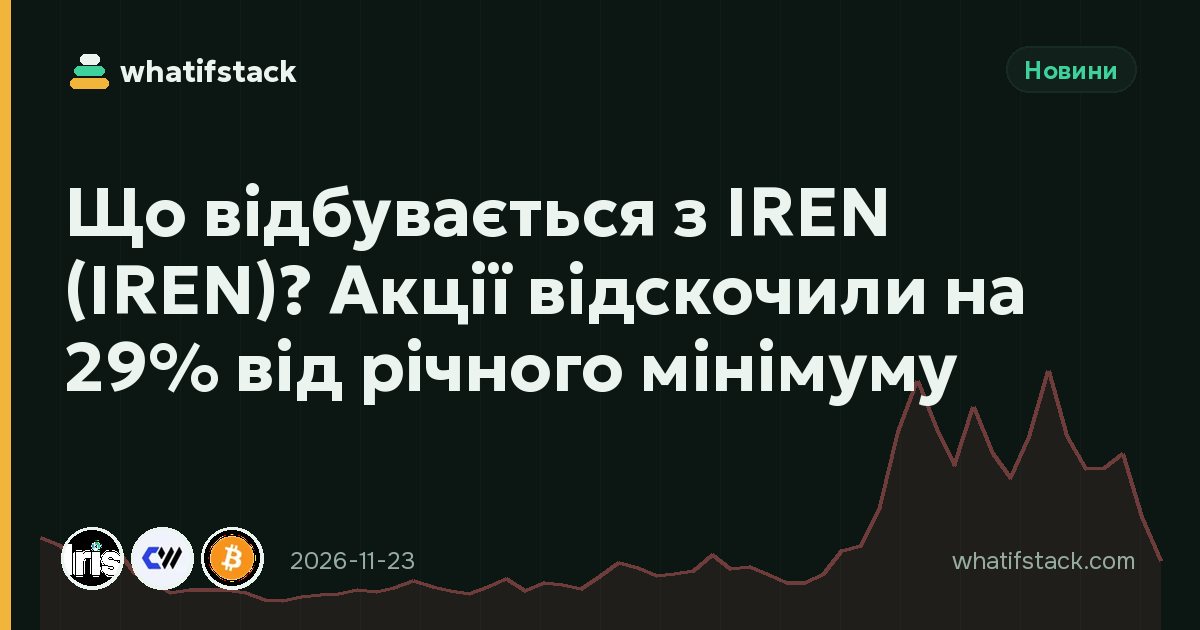 whatifstack
Новини
Що відбувається з IREN
(IREN)? Акції відскочили на
29% від річного мінімуму
Iris
CW
2026-11-23
whatifstack.com